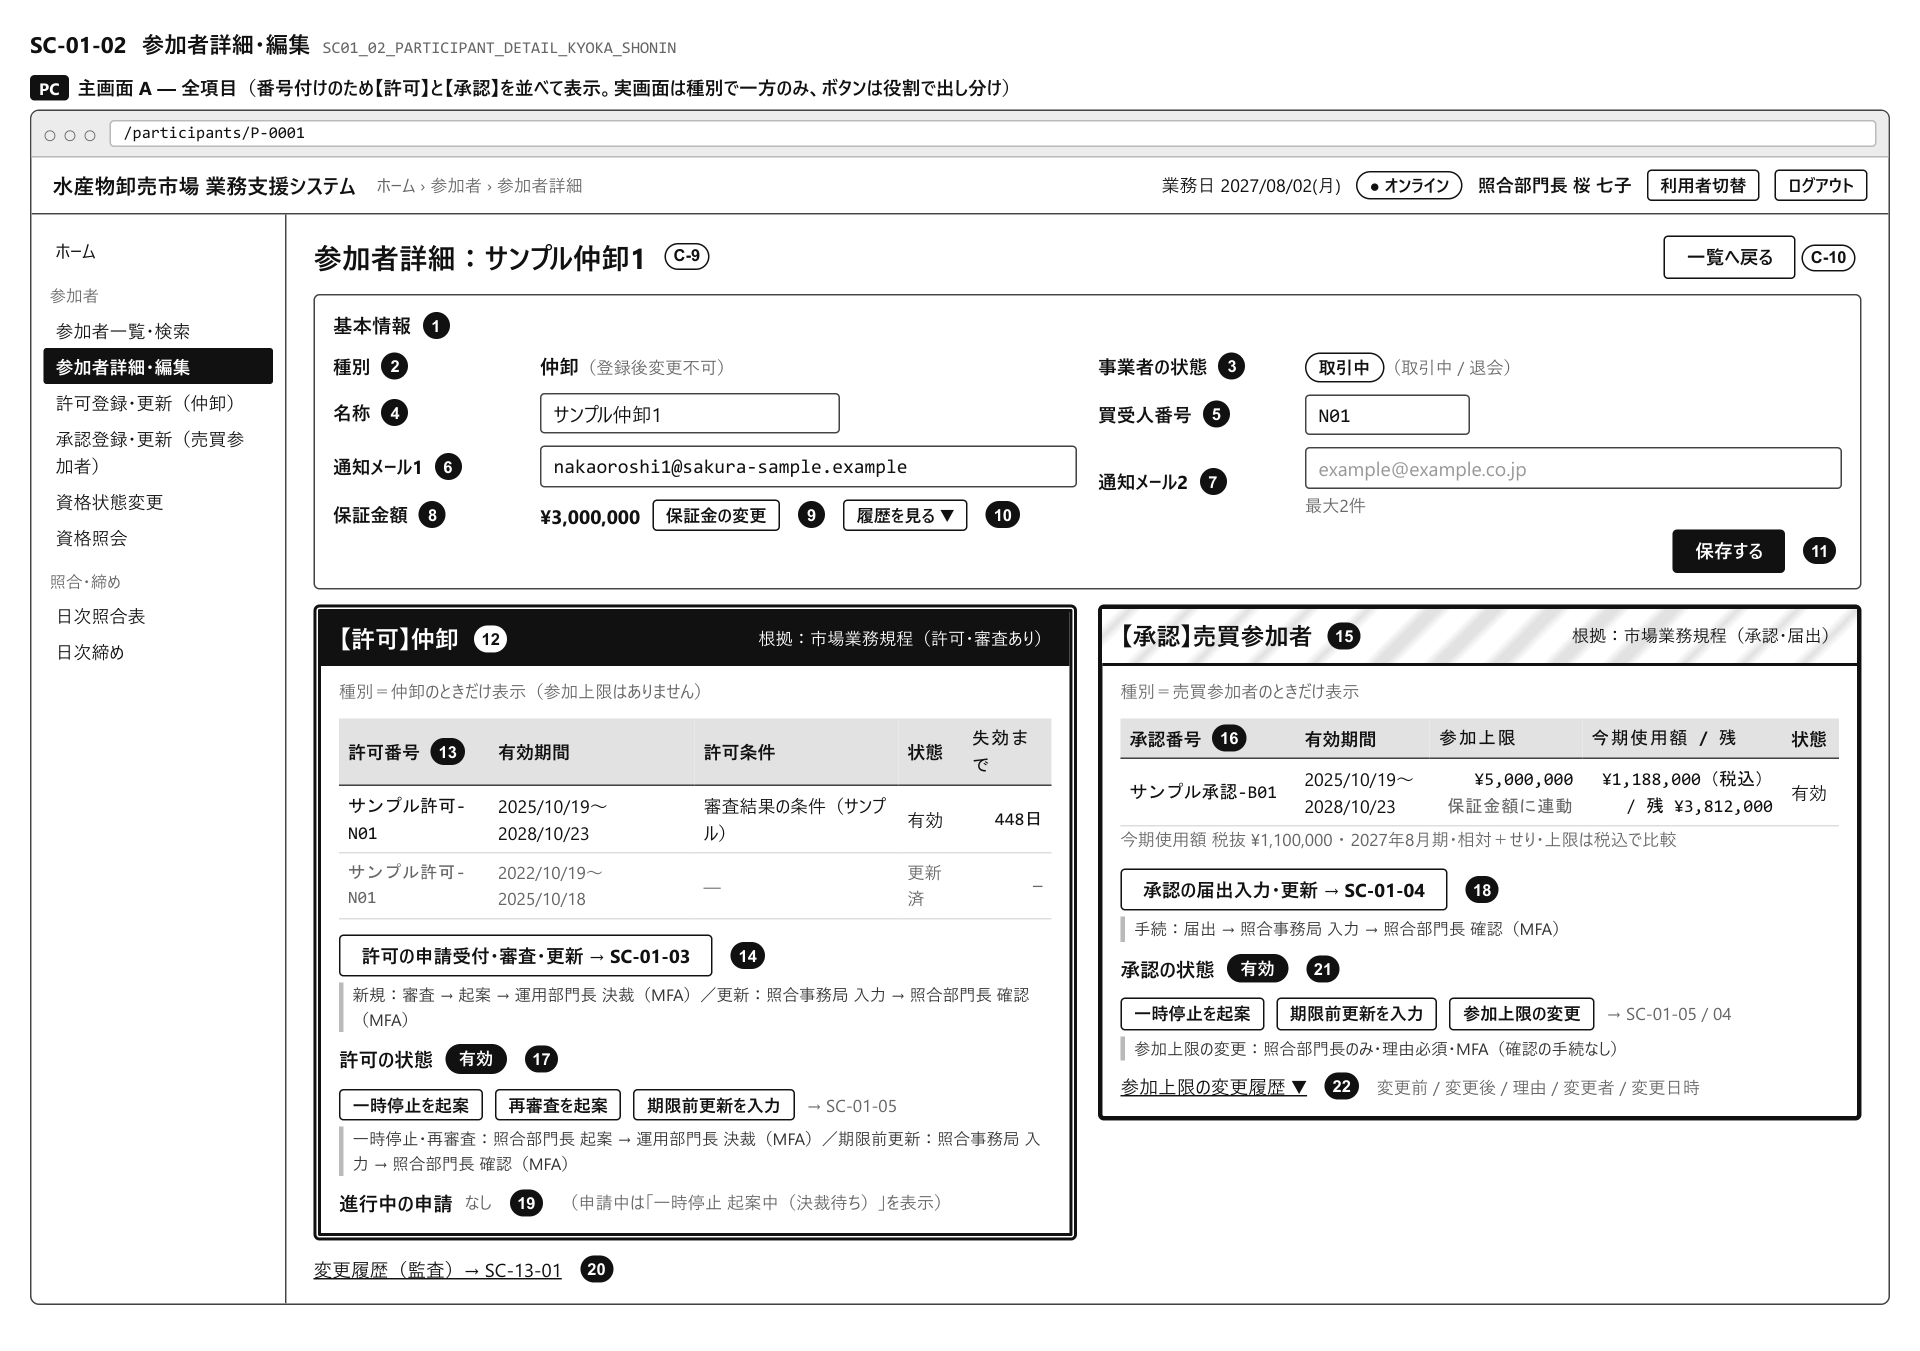 SC-01-02 参加者詳細・編集 SC01_02_PARTICIPANT_DETAIL_KYOKA_SHONIN
PC 主画面 A — 全項目（番号付けのため【許可】と【承認】を並べて表示。実画面は種別で一方のみ、ボタンは役割で出し分け）
/participants/P-0001
水産物卸売市場 業務支援システム ホーム › 参加者 › 参加者詳細 業務日 2027/08/02(月) ● オンライン 照合部門長 桜 七子 利用者切替 ログアウト
ホーム
参加者
参加者一覧・検索
参加者詳細・編集
許可登録・更新（仲卸）
承認登録・更新（売買参
加者）
資格状態変更
資格照会
照合・締め
日次照合表
日次締め
参加者詳細：サンプル仲卸1 C-9 一覧へ戻る C-10
基本情報 1
種別 2 仲卸（登録後変更不可） 事業者の状態 3 取引中（取引中 / 退会）
名称 4 サンプル仲卸1 買受人番号 5 N01
通知メール1 6 nakaoroshi1@sakura-sample.example 通知メール2 7 example@example.co.jp
最大2件
保証金額 8 ¥3,000,000 保証金の変更 9 履歴を見る ▼ 10
保存する 11
【許可】仲卸 12 根拠：市場業務規程（許可・審査あり）
種別＝仲卸のときだけ表示（参加上限はありません）
許可番号 13 有効期間 許可条件 状態 失効ま
で
サンプル許可- 2025/10/19〜 審査結果の条件（サンプ 有効 448日
N01 2028/10/23 ル）
サンプル許可- 2022/10/19〜 — 更新 –
N01 2025/10/18 済
許可の申請受付・審査・更新 → SC-01-03 14
新規：審査 → 起案 → 運用部門長 決裁（MFA）／更新：照合事務局 入力 → 照合部門長 確認
（MFA）
許可の状態 有効 17
一時停止を起案 再審査を起案 期限前更新を入力 → SC-01-05
一時停止・再審査：照合部門長 起案 → 運用部門長 決裁（MFA）／期限前更新：照合事務局 入
力 → 照合部門長 確認（MFA）
進行中の申請 なし 19 （申請中は「一時停止 起案中（決裁待ち）」を表示）
【承認】売買参加者 15 根拠：市場業務規程（承認・届出）
種別＝売買参加者のときだけ表示
承認番号 16 有効期間 参加上限 今期使用額 / 残 状態
サンプル承認-B01 2025/10/19〜 ¥5,000,000 ¥1,188,000（税込） 有効
2028/10/23 保証金額に連動 / 残 ¥3,812,000
今期使用額 税抜 ¥1,100,000・2027年8月期・相対＋せり・上限は税込で比較
承認の届出入力・更新 → SC-01-04 18
手続：届出 → 照合事務局 入力 → 照合部門長 確認（MFA）
承認の状態 有効 21
一時停止を起案 期限前更新を入力 参加上限の変更 → SC-01-05 / 04
参加上限の変更：照合部門長のみ・理由必須・MFA（確認の手続なし）
参加上限の変更履歴 ▼ 22 変更前 / 変更後 / 理由 / 変更者 / 変更日時
変更履歴（監査）→ SC-13-01 20